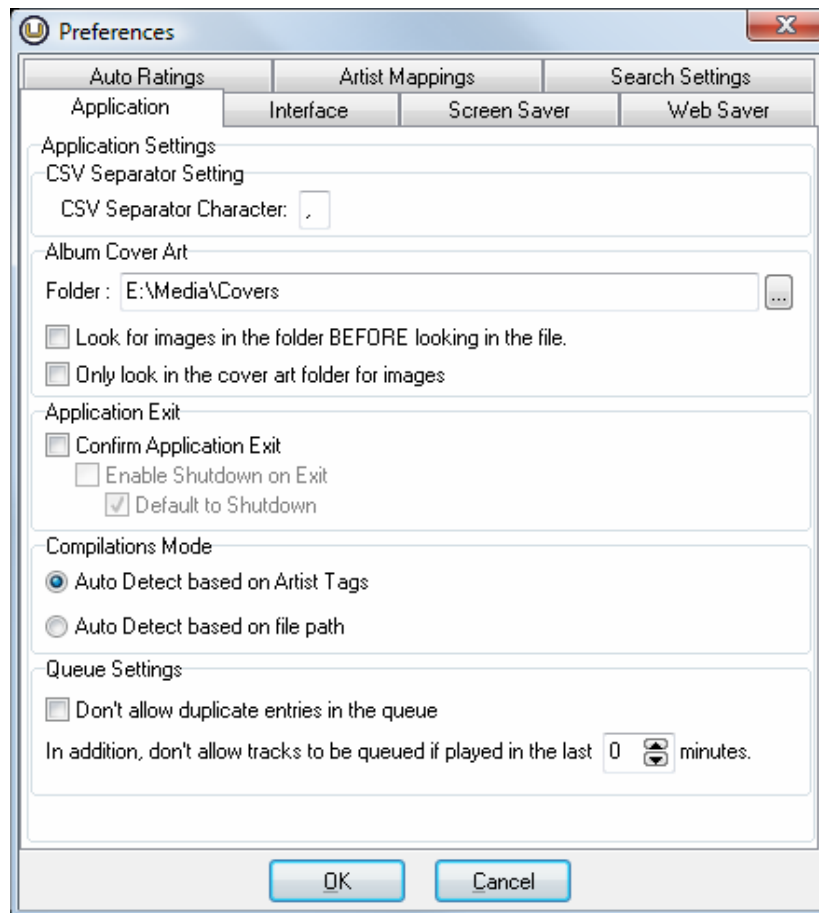 Preferences
Auto Ratings Artist Mappings Search Settings
Application Interface Screen Saver Web Saver
Application Settings
CSV Separator Setting
CSV Separator Character: ,
Album Cover Art
Folder : E:\Media\Covers ...
Look for images in the folder BEFORE looking in the file.
Only look in the cover art folder for images
Application Exit
Confirm Application Exit
Enable Shutdown on Exit
Default to Shutdown
Compilations Mode
Auto Detect based on Artist Tags
Auto Detect based on file path
Queue Settings
Don't allow duplicate entries in the queue
In addition, don't allow tracks to be queued if played in the last 0 minutes.
OK Cancel